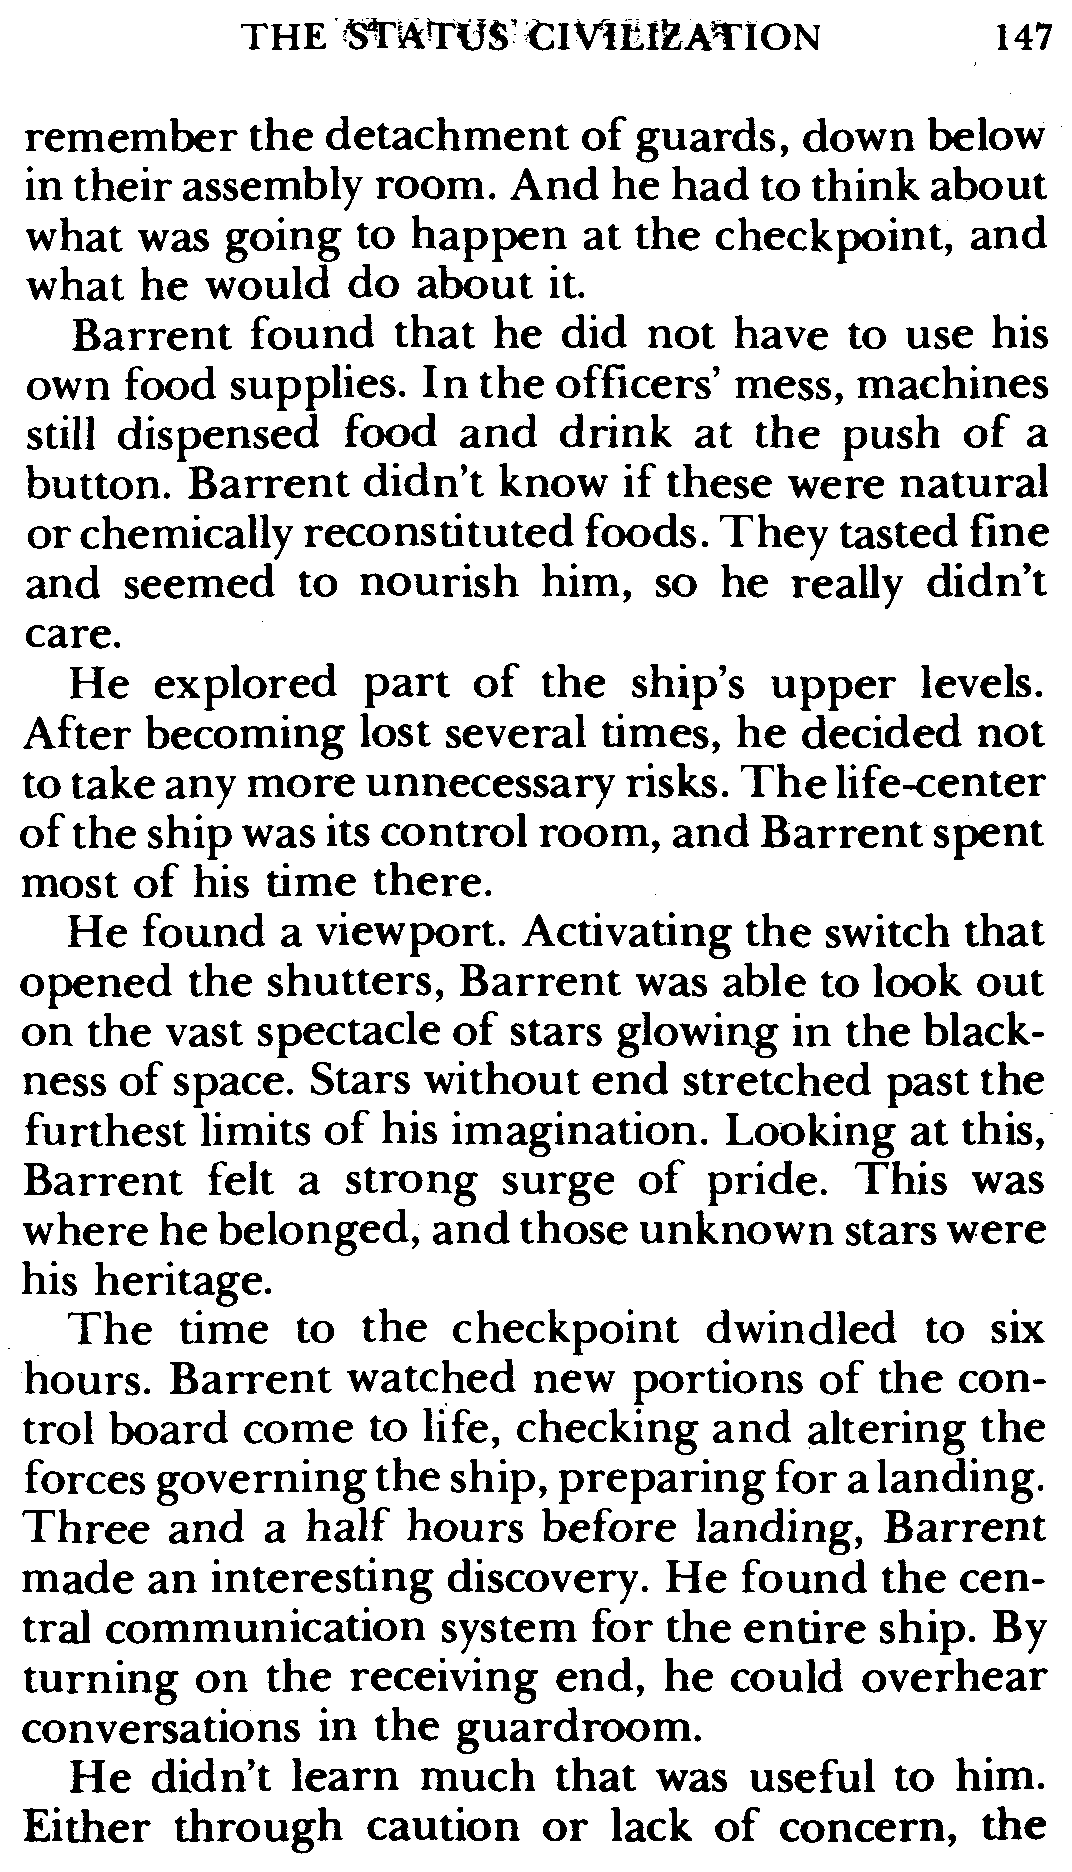 THE STATUS CIVILIZATION 147
remember the detachment of guards, down below
in their assembly room. And he had to think about
what was going to happen at the checkpoint, and
what he would do about it.
Barrent found that he did not have to use his
own food supplies. In the officers' mess, machines
still dispensed food and drink at the push of a
button. Barrent didn't know if these were natural
or chemically reconstituted foods. They tasted fine
and seemed to nourish him, so he really didn't
care.
He explored part of the ship's upper levels.
After becoming lost several times, he decided not
to take any more unnecessary risks. The life-center
of the ship was its control room, and Barrent spent
most of his time there.
He found a viewport. Activating the switch that
opened the shutters, Barrent was able to look out
on the vast spectacle of stars glowing in the black-
ness of space. Stars without end stretched past the
furthest limits of his imagination. Looking at this,
Barrent felt a strong surge of pride. This was
where he belonged, and those unknown stars were
his heritage.
The time to the checkpoint dwindled to six
hours. Barrent watched new portions of the con-
trol board come to life, checking and altering the
forces governing the ship, preparing for a landing.
Three and a half hours before landing, Barrent
made an interesting discovery. He found the cen-
tral communication system for the entire ship. By
turning on the receiving end, he could overhear
conversations in the guardroom.
He didn't learn much that was useful to him.
Either through caution or lack of concern, the